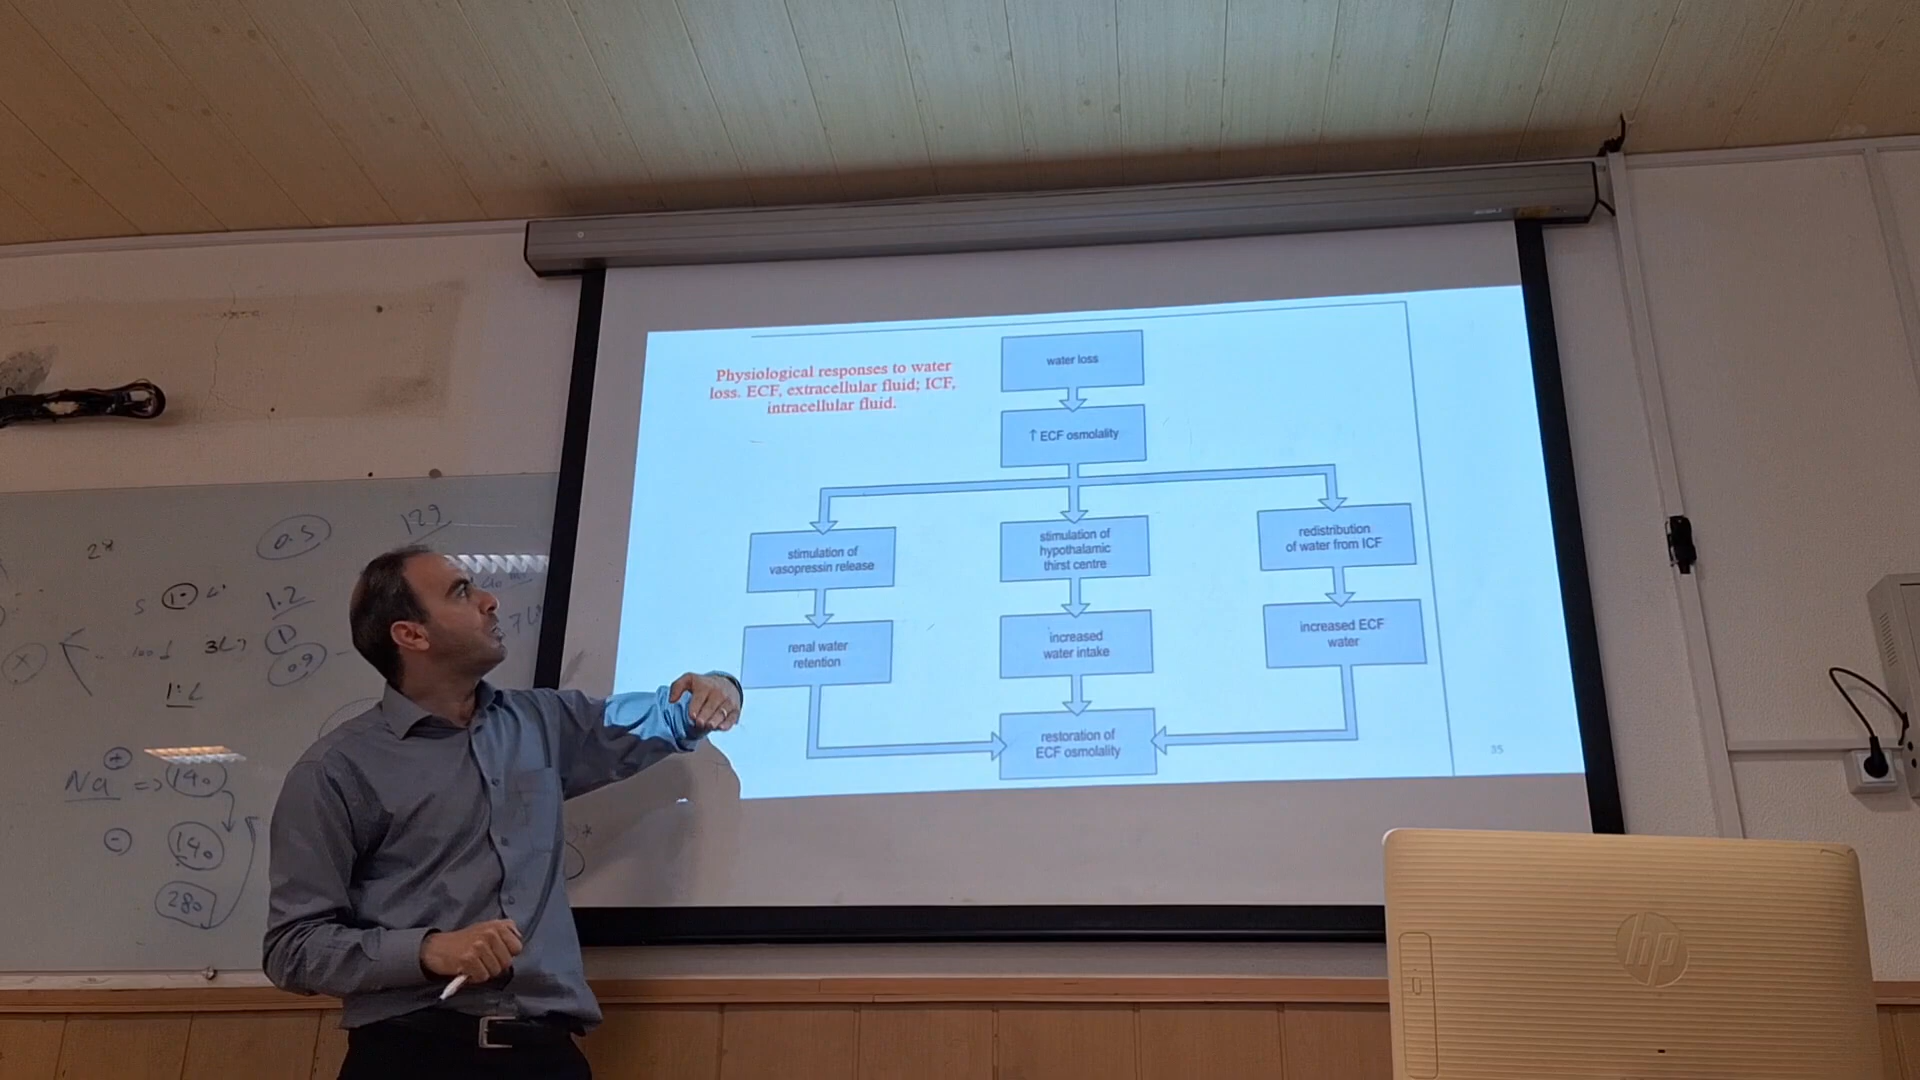 Physiological responses to water
loss. ECF, extracellular fluid; ICF,
intracellular fluid.
water loss
↑ ECF osmolality
stimulation of
vasopressin release
stimulation of
hypothalamic
thirst centre
redistribution
of water from ICF
renal water
retention
increased
water intake
increased ECF
water
restoration of
ECF osmolality
35
129
0.5
1.2
Na+ => 140
140
280
hp